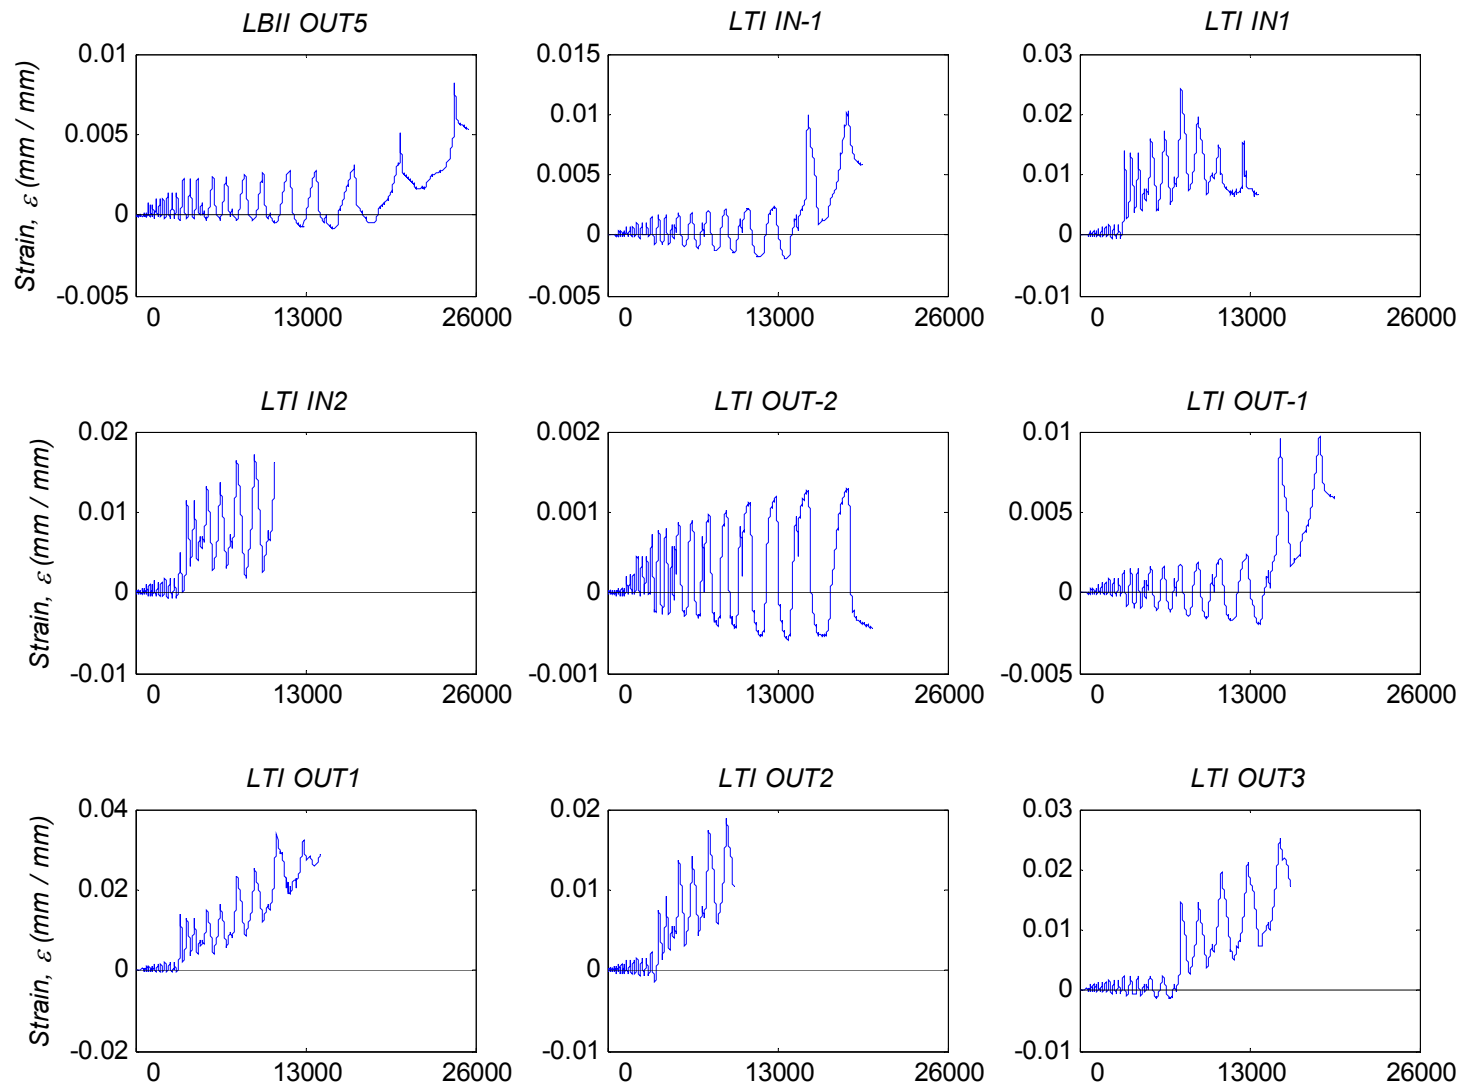 LBII OUT5 LTI IN-1 LTI IN1
0.01 0.015 0.03
0.01 0.02
0.005
0.005 0.01
0
0 0
-0.005 -0.005 -0.01
Strain, ε (mm / mm)
0 13000 26000 0 13000 26000 0 13000 26000
LTI IN2 LTI OUT-2 LTI OUT-1
0.02 0.002 0.01
0.01 0.001 0.005
0 0 0
-0.01 -0.001 -0.005
Strain, ε (mm / mm)
0 13000 26000 0 13000 26000 0 13000 26000
LTI OUT1 LTI OUT2 LTI OUT3
0.04 0.02 0.03
0.02
0.02 0.01
0.01
0 0
0
-0.02 -0.01 -0.01
Strain, ε (mm / mm)
0 13000 26000 0 13000 26000 0 13000 26000